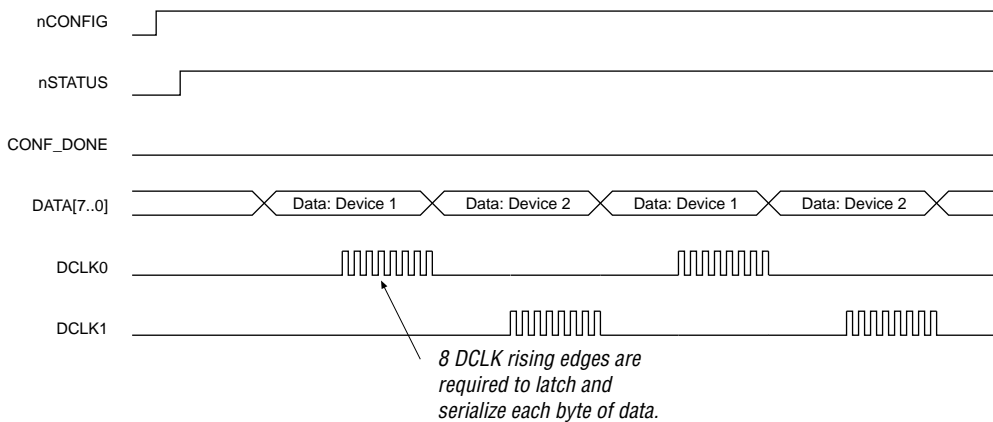 nCONFIG
nSTATUS
CONF_DONE
DATA[7..0]
Data: Device 1
Data: Device 2
Data: Device 1
Data: Device 2
DCLK0
DCLK1
8 DCLK rising edges are
required to latch and
serialize each byte of data.